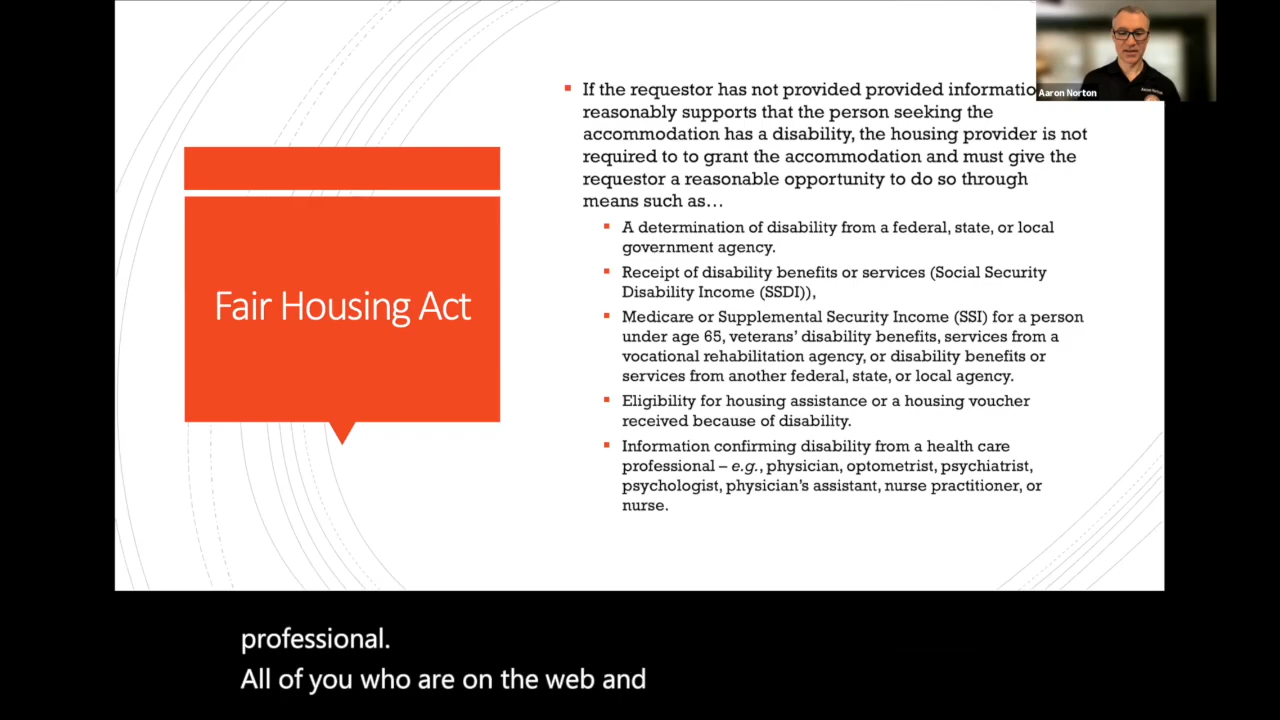 If the requestor has not provided provided informatio
reasonably supports that the person seeking the
accommodation has a disability, the housing provider is not
required to to grant the accommodation and must give the
requestor a reasonable opportunity to do so through
means such as…
A determination of disability from a federal, state, or local
government agency.
Receipt of disability benefits or services (Social Security
Disability Income (SSDI)),
Medicare or Supplemental Security Income (SSI) for a person
under age 65, veterans’ disability benefits, services from a
vocational rehabilitation agency, or disability benefits or
services from another federal, state, or local agency.
Eligibility for housing assistance or a housing voucher
received because of disability.
Information confirming disability from a health care
professional – e.g., physician, optometrist, psychiatrist,
psychologist, physician’s assistant, nurse practitioner, or
nurse.
Fair Housing Act
Aaron Norton
professional.
All of you who are on the web and